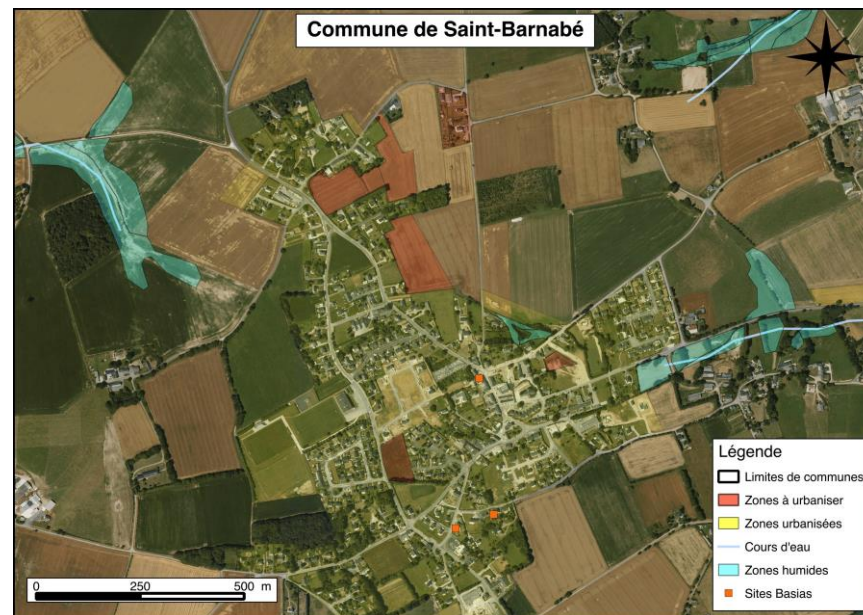 Commune de Saint-Barnabé
Légende
Limites de communes
Zones à urbaniser
Zones urbanisées
Cours d'eau
Zones humides
Sites Basias
0 250 500 m